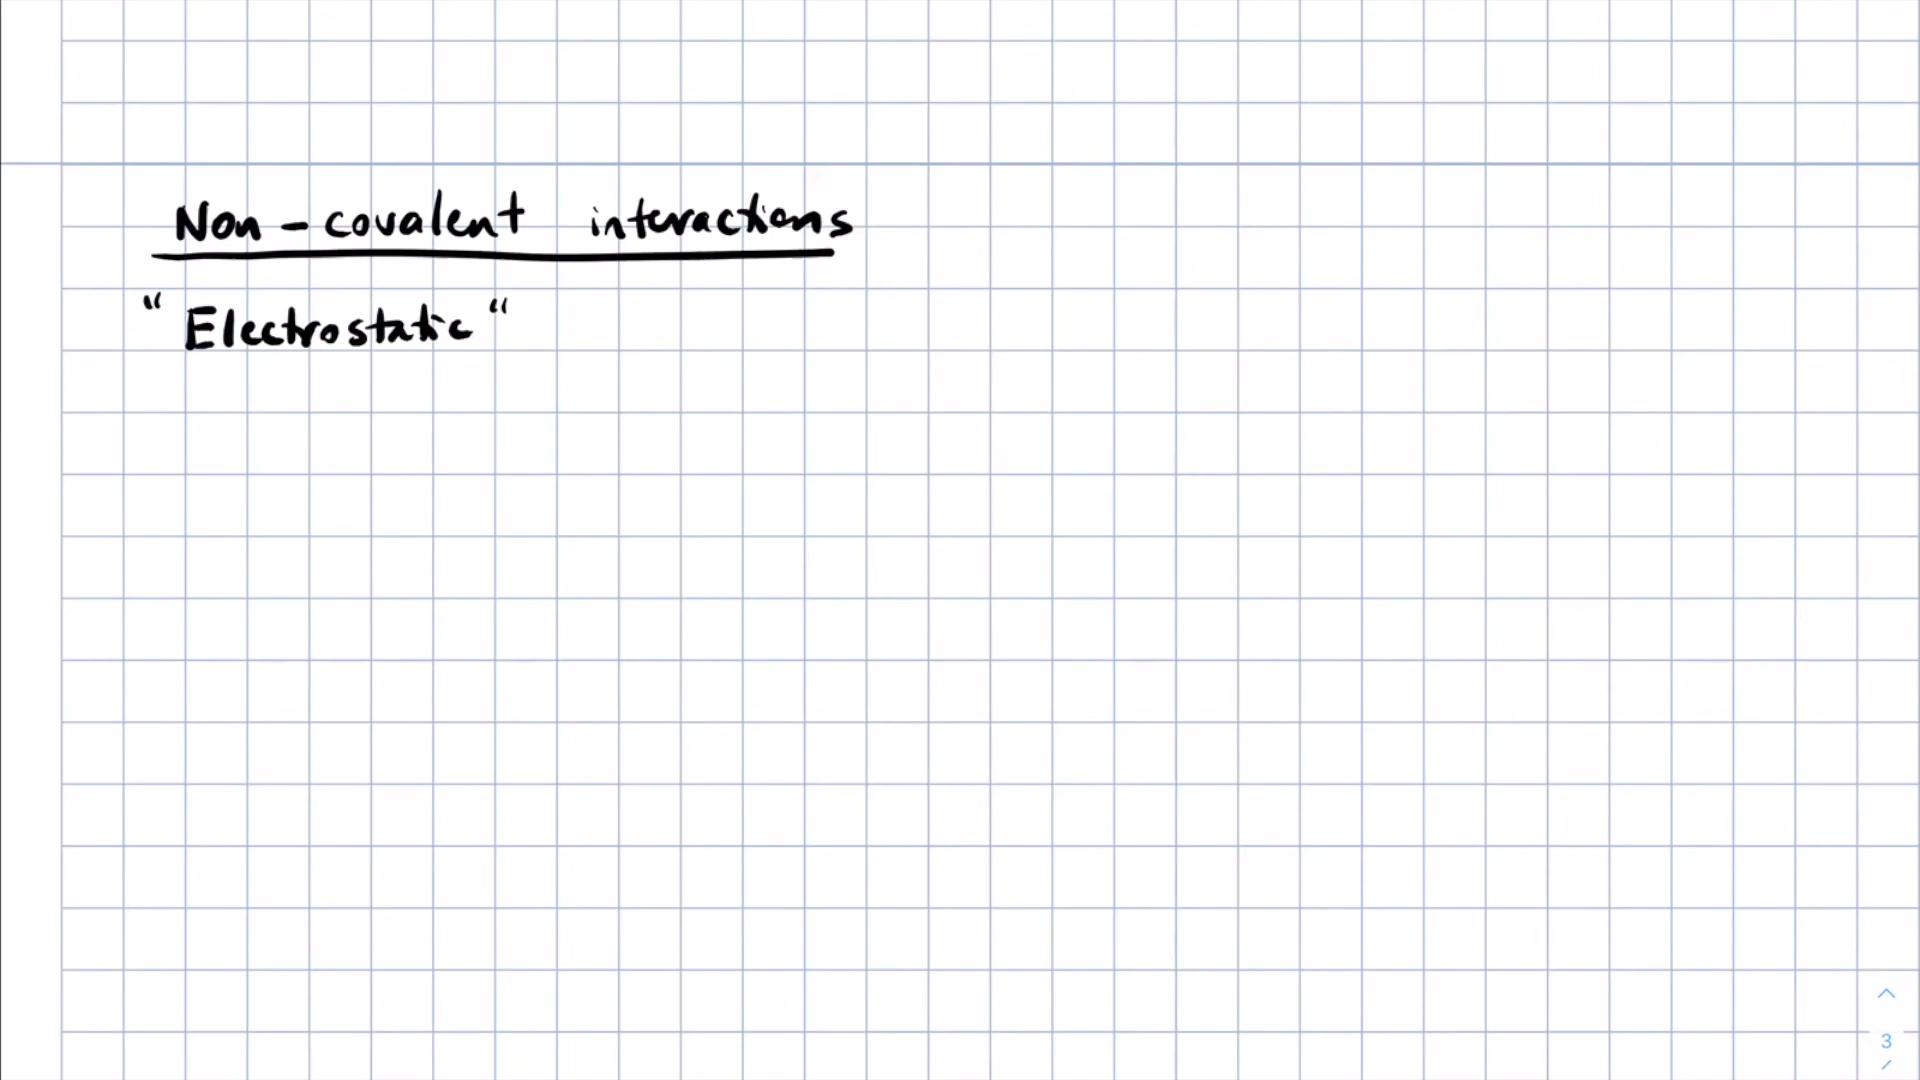 Non - covalent interactions
“Electrostatic“
3